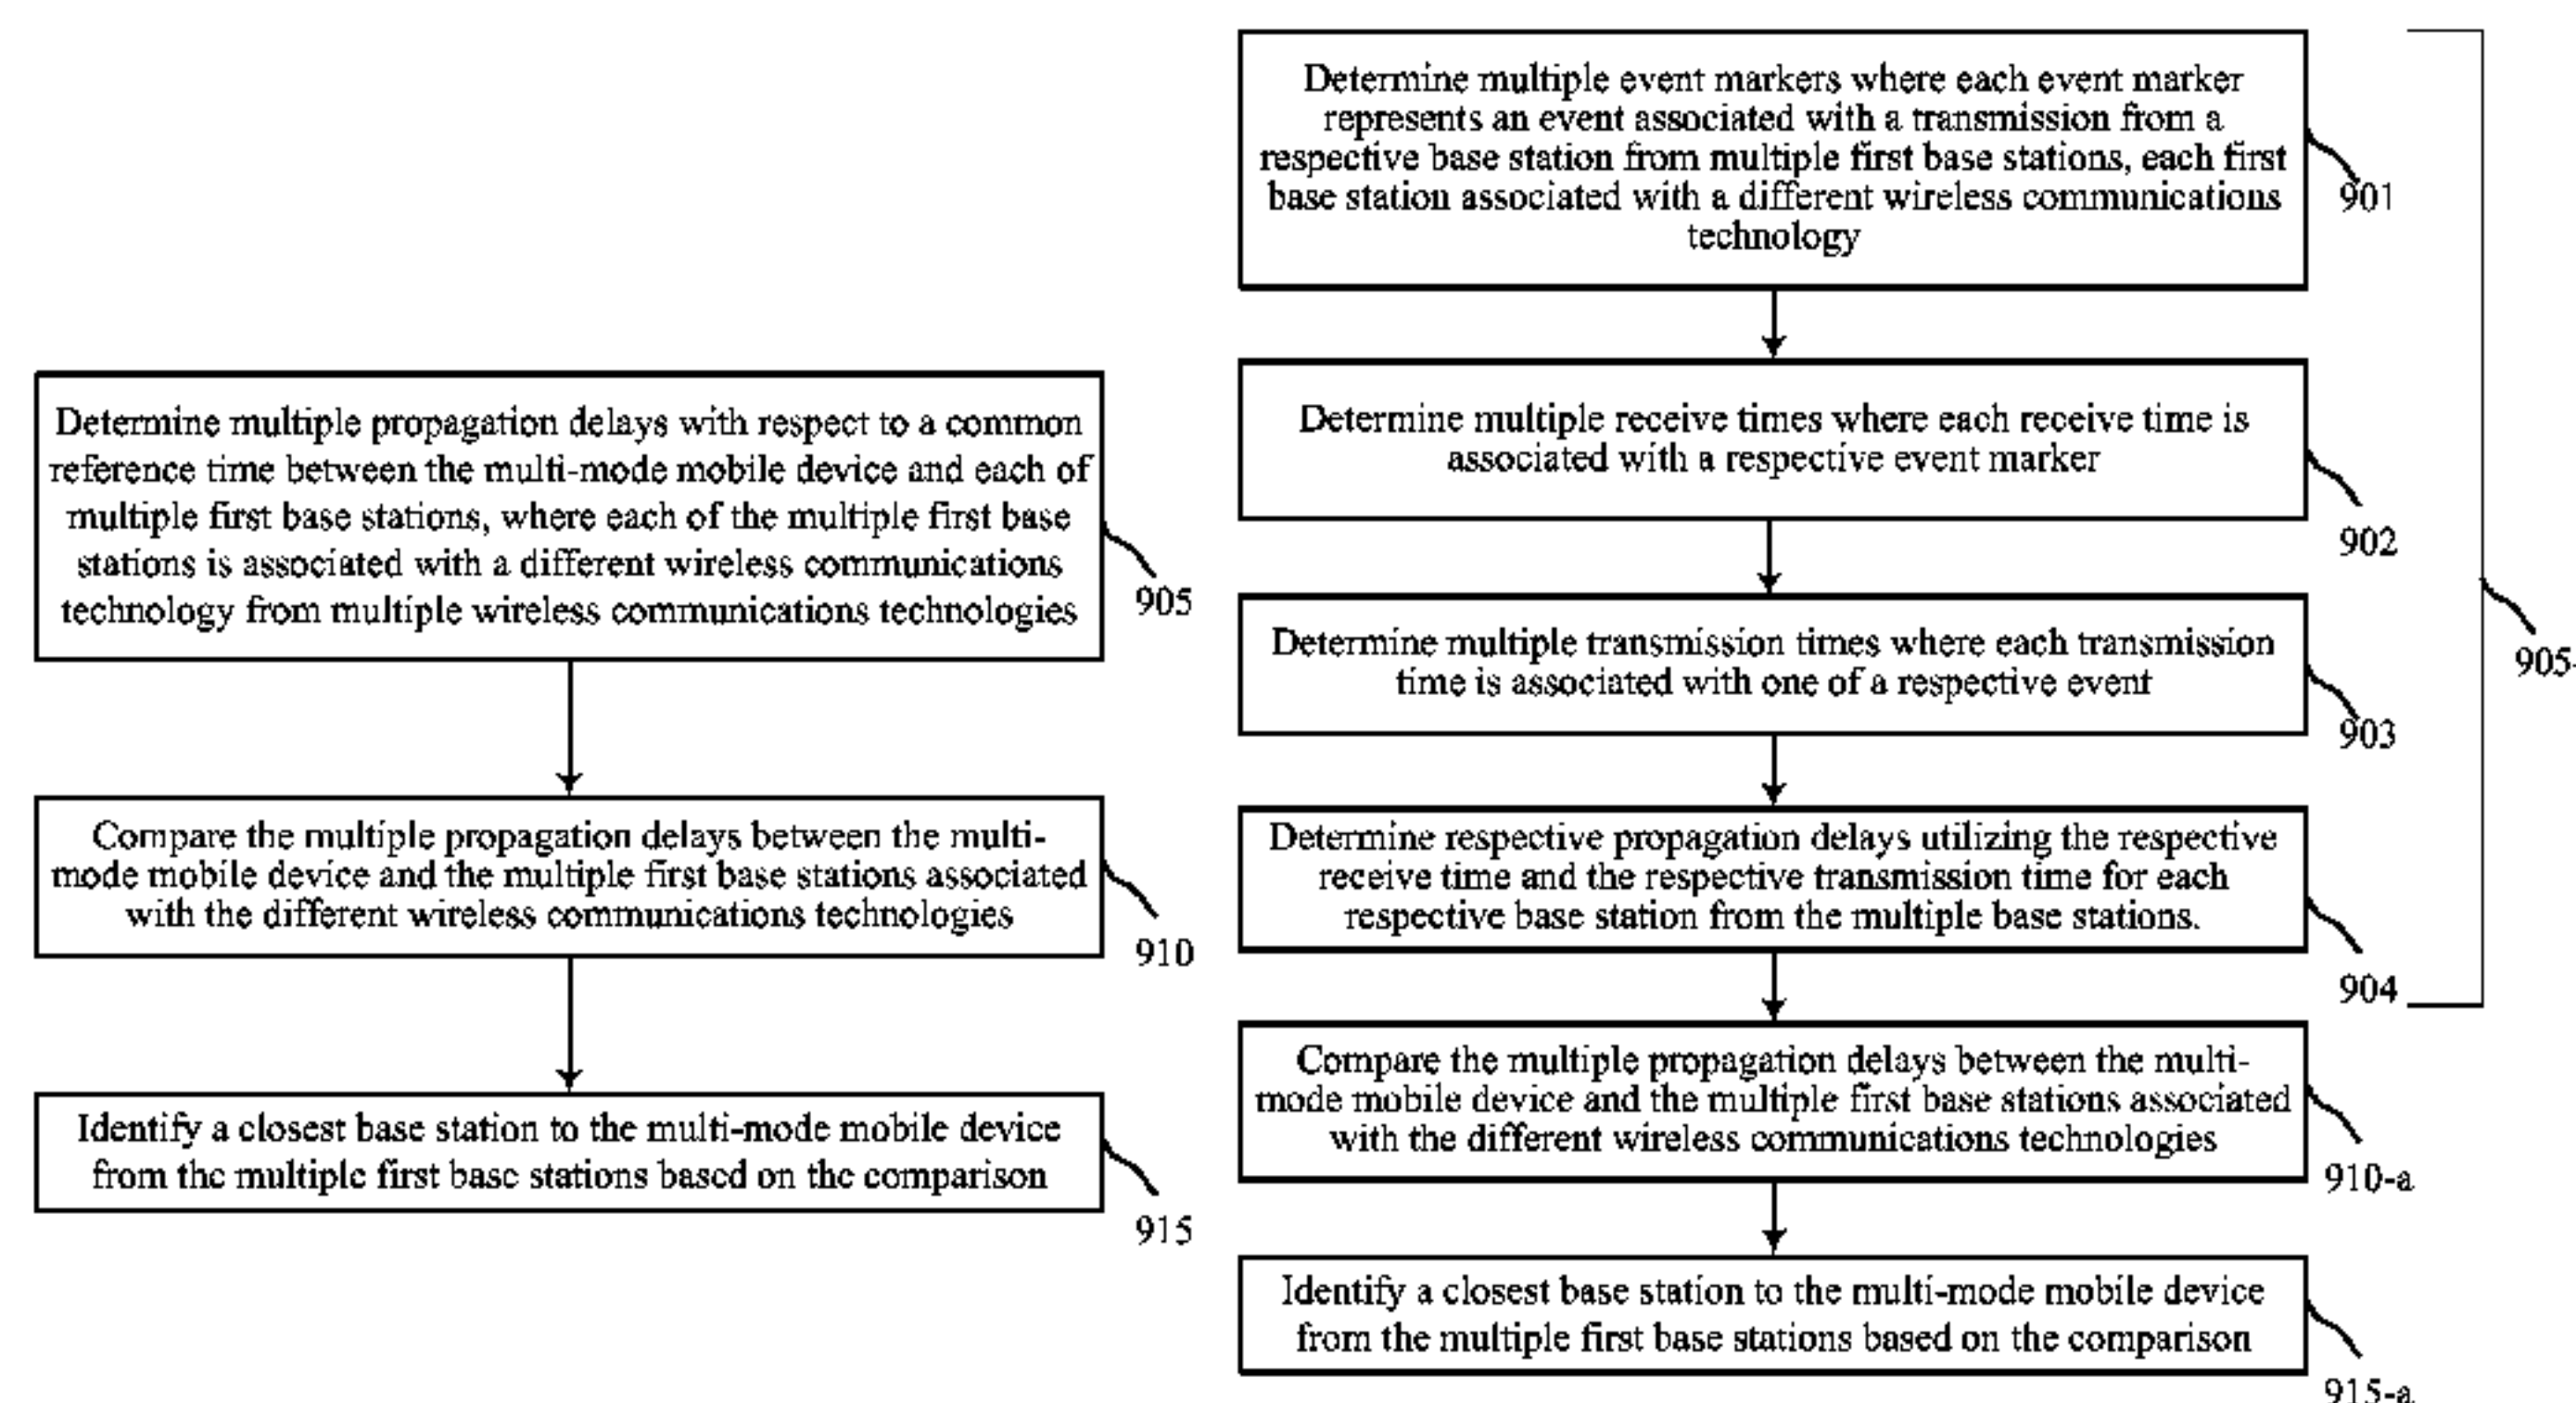 Determine multiple propagation delays with respect to a common
reference time between the multi-mode mobile device and each of
multiple first base stations, where each of the multiple first base
stations is associated with a different wireless communications
technology from multiple wireless communications technologies
905
Compare the multiple propagation delays between the multi-
mode mobile device and the multiple first base stations associated
with the different wireless communications technologies
910
Identify a closest base station to the multi-mode mobile device
from the multiple first base stations based on the comparison
915
Determine multiple event markers where each event marker
represents an event associated with a transmission from a
respective base station from multiple first base stations, each first
base station associated with a different wireless communications
technology
901
Determine multiple receive times where each receive time is
associated with a respective event marker
902
Determine multiple transmission times where each transmission
time is associated with one of a respective event
903
Determine respective propagation delays utilizing the respective
receive time and the respective transmission time for each
respective base station from the multiple base stations.
904
905-
Compare the multiple propagation delays between the multi-
mode mobile device and the multiple first base stations associated
with the different wireless communications technologies
910-a
Identify a closest base station to the multi-mode mobile device
from the multiple first base stations based on the comparison
915-a